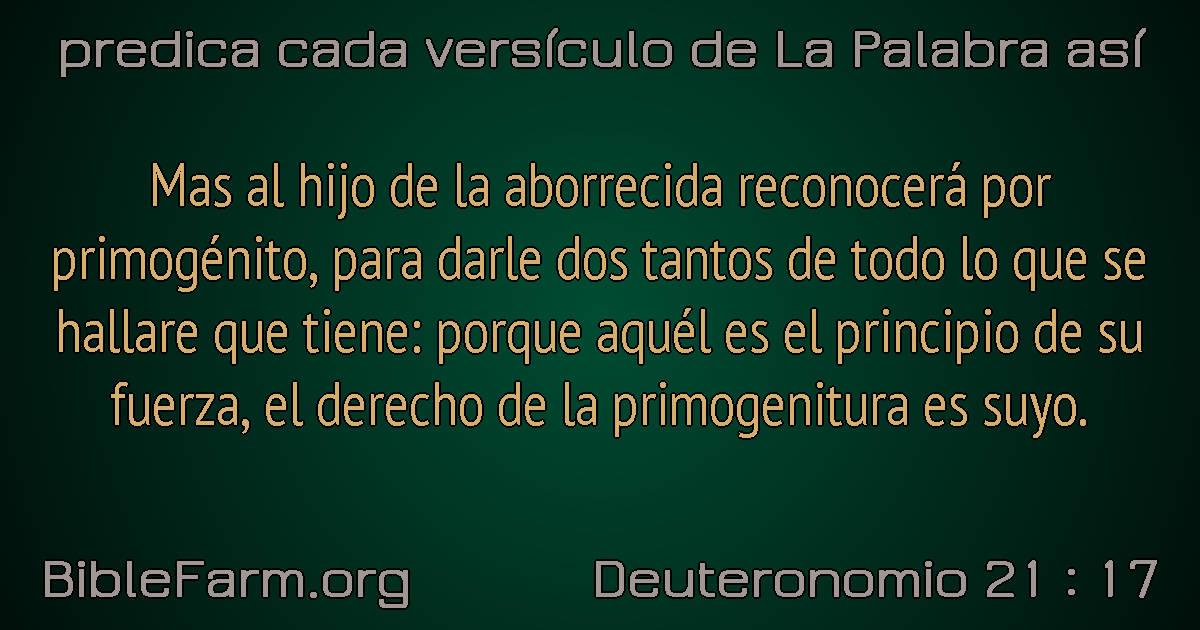 predica cada versículo de La Palabra así
Mas al hijo de la aborrecida reconocerá por
primogénito, para darle dos tantos de todo lo que se
hallare que tiene: porque aquél es el principio de su
fuerza, el derecho de la primogenitura es suyo.
BibleFarm.org Deuteronomio 21 : 17